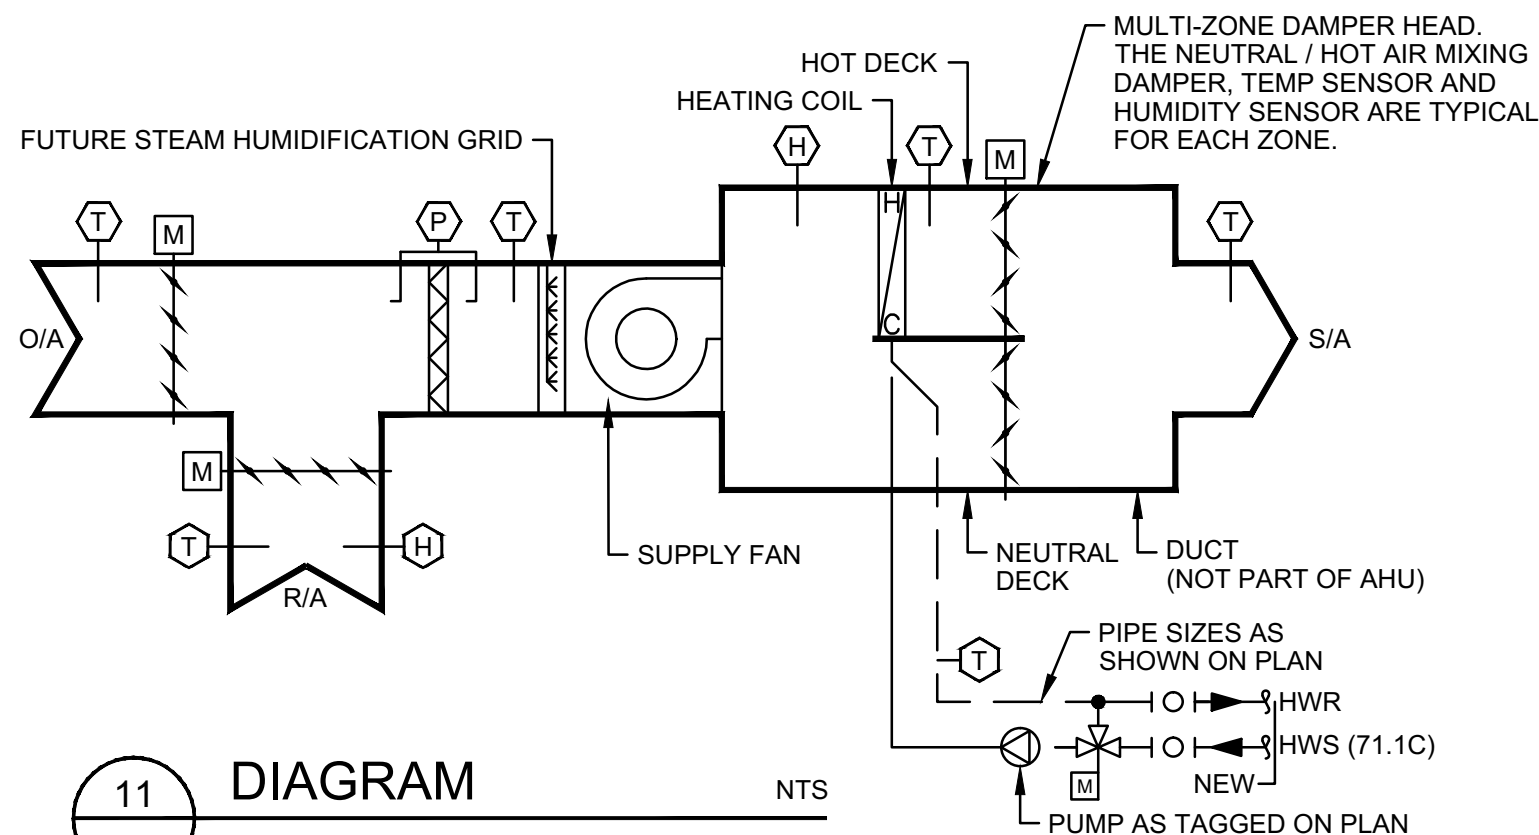 MULTI-ZONE DAMPER HEAD.
THE NEUTRAL / HOT AIR MIXING
DAMPER, TEMP SENSOR AND
HUMIDITY SENSOR ARE TYPICAL
FOR EACH ZONE.
HOT DECK
HEATING COIL
FUTURE STEAM HUMIDIFICATION GRID
H
T
M
T
M
P
T
T
H
C
O/A
S/A
M
T
H
R/A
SUPPLY FAN
NEUTRAL
DECK
DUCT
(NOT PART OF AHU)
T
PIPE SIZES AS
SHOWN ON PLAN
HWR
HWS (71.1C)
M
NEW
PUMP AS TAGGED ON PLAN
11
DIAGRAM
NTS